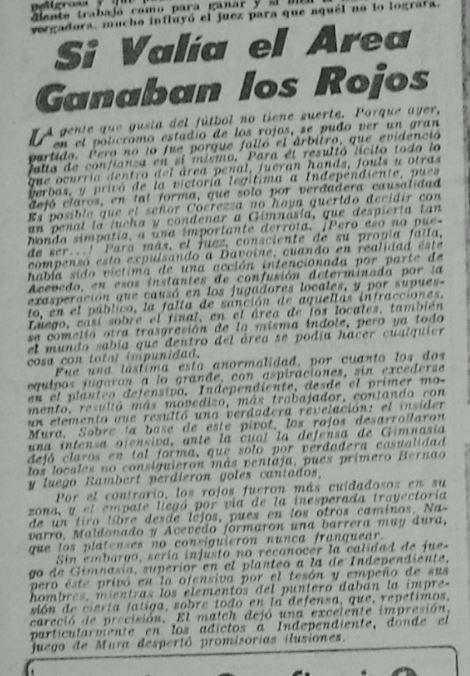 peligrosa y que
diente trabajó como para ganar y si bien
vorgadora, mucho influyó el juez para que aquél no lo lograra.
Si Valía el Area
Ganaban los Rojos
LA gente que gusta del fútbol no tiene suerte. Porque ayer,
en el polícromo estadio de los rojos, se pudo ver un gran
partido. Pero no lo fue porque falló el árbitro, que evidenció
falta de confianza en sí mismo. Para él resultó lícito todo lo
que ocurría dentro del área penal, fueran hands, fouls u otras
yarbas, y privó de la victoria legítima a Independiente, pues
dejó claros, en tal forma, que solo por verdadera causalidad
Es posible que el señor Coerezza no haya querido decidir con
un penal la lucha y condenar a Gimnasia, que despierta tan
honda simpatía, a una importante derrota. ¡Pero eso no pue-
de ser...! Para más, el juez, consciente de su propia falta,
compensó esto expulsando a Davoine, cuando en realidad éste
había sido víctima de una acción intencionada por parte de
Acevedo, en esos instantes de confusión determinada por la
exasperación que causó en los jugadores locales, y por supues-
to, en el público, la falta de sanción de aquellas infracciones.
Luego, casi sobre el final, en el área de los locales, también
se cometió otra trasgresión de la misma índole, pero ya todo
el mundo sabía que dentro del área se podía hacer cualquier
cosa con total impunidad.
Fue una lástima esta anormalidad, por cuanto los dos
equipos jugaron a lo grande, con aspiraciones, sin excederse
en el planteo defensivo. Independiente, desde el primer mo-
mento, resultó más movedizo, más trabajador, contando con
un elemento que resultó una verdadera revelación: el insider
Mura. Sobre la base de este pivot, los rojos desarrollaron
una intensa ofensiva, ante la cual la defensa de Gimnasia
dejó claros en tal forma, que solo por verdadera casualidad
los locales no consiguieron más ventaja, pues primero Bernao
y luego Rambert perdieron goles cantados.
Por el contrario, los rojos fueron más cuidadosos en su
zona, y el empate llegó por vía de la inesperada trayectoria
de un tiro libre desde lejos, pues en los otros caminos, Na-
varro, Maldonado y Acevedo formaron una barrera muy dura,
que los platenses no consiguieron nunca franquear.
Sin embargo, sería injusto no reconocer la calidad de jue-
go de Gimnasia, superior en el planteo a la de Independiente,
pero éste privó en la ofensiva por el tesón y empeño de sus
hombres, mientras los elementos del puntero daban la impre-
sión de cierta fatiga, sobre todo en la defensa, que, repetimos,
careció de precisión. El match dejó una excelente impresión,
particularmente en los adictos a Independiente, donde el
juego de Mura despertó promisorias ilusiones.